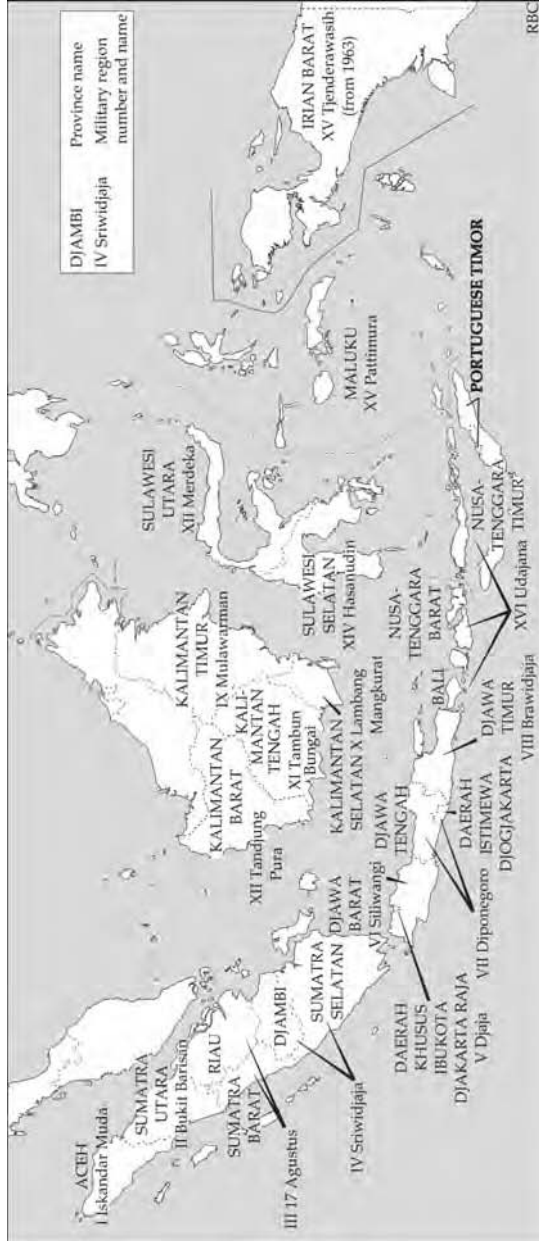 ACEH
I Iskandar Muda
SUMATRA
UTARA
II Bukit Barisan
RIAU
SUMATRA
BARAT
III 17 Agustus
DJAMBI
SUMATRA
SELATAN
IV Sriwidjaja
DAERAH
KHUSUS
IBUKOTA
DJAKARTA RAJA
V Djaja
DJAWA
BARAT
VI Siliwangi
DJAWA
TENGAH
VII Diponegoro
DAERAH
ISTIMEWA
DJOGJAKARTA
DJAWA
TIMUR
VIII Brawidjaja
BALI
KALIMANTAN
BARAT
XII Tandjung
Pura
KALI-
MANTAN
TENGAH
XI Tambun
Bungai
KALIMANTAN
TIMUR
IX Mulawarman
KALIMANTAN
SELATAN X Lambang
Mangkurat
SULAWESI
UTARA
XII Merdeka
SULAWESI
SELATAN
XIV Hasanudin
NUSA-
TENGGARA
BARAT
NUSA-
TENGGARA
TIMUR
XVI Udajana
PORTUGUESE TIMOR
MALUKU
XV Pattimura
IRIAN BARAT
XV Tjenderawasih
(from 1963)
DJAMBI Province name
IV Sriwidjaja Military region
number and name
RBC